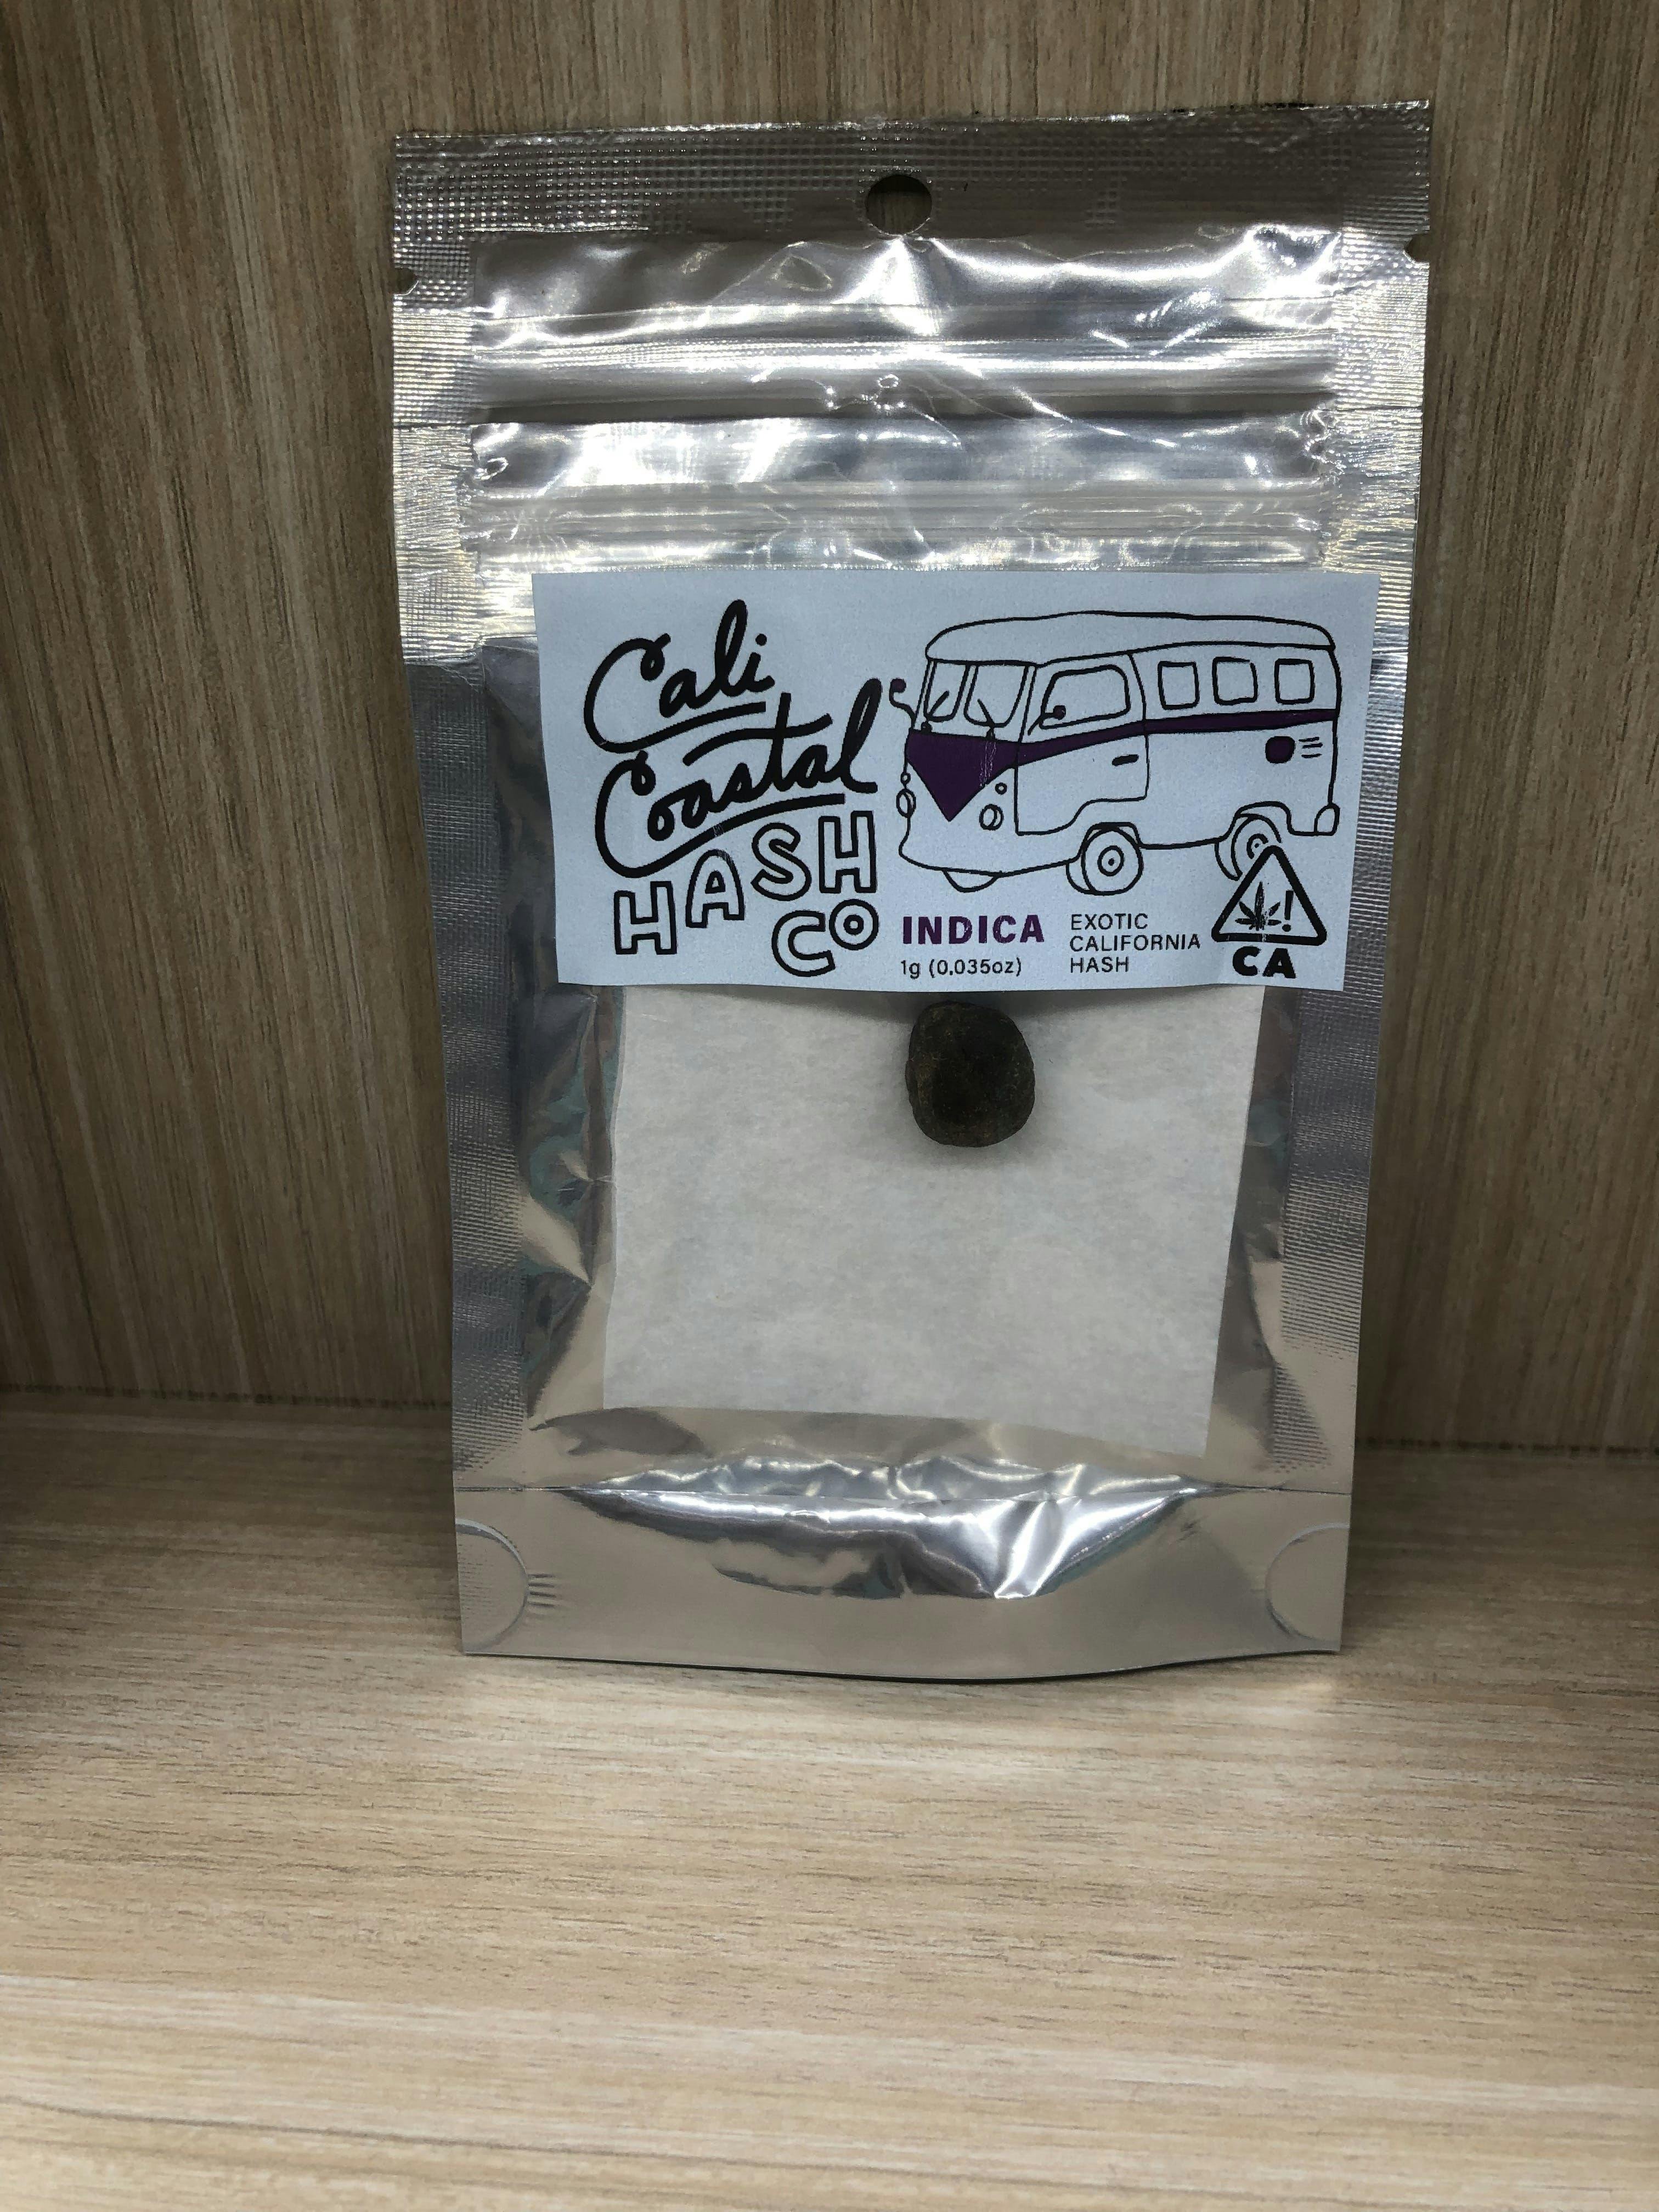 Cali
Coastal
HASH
CO
INDICA
1g (0.035oz)
EXOTIC
CALIFORNIA
HASH
!
CA